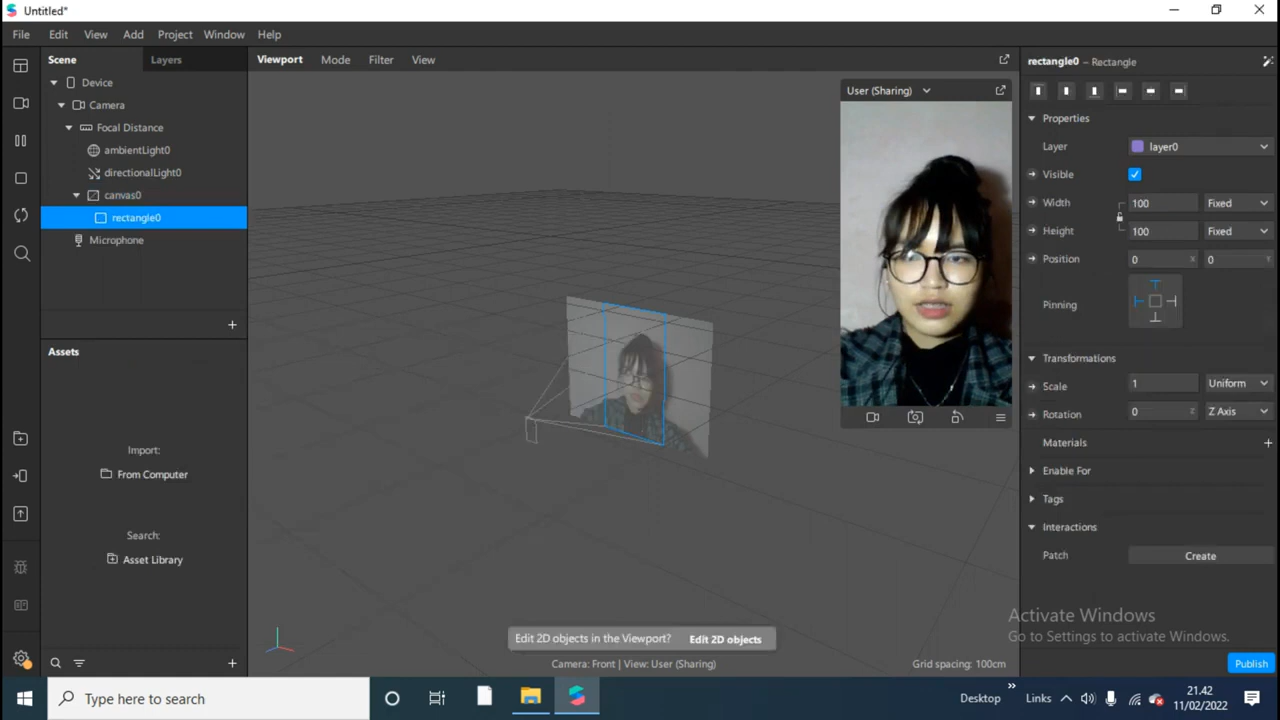 Untitled*
File Edit View Add Project Window Help
Scene Layers
Device
Camera
Focal Distance
ambientLight0
directionalLight0
canvas0
rectangle0
Microphone
Assets
Import:
From Computer
Search:
Asset Library
Viewport Mode Filter View
User (Sharing)
Edit 2D objects in the Viewport? Edit 2D objects
Camera: Front | View: User (Sharing)
Grid spacing: 100cm
rectangle0 – Rectangle
Properties
Layer layer0
Visible
Width 100 Fixed
Height 100 Fixed
Position 0 X 0 Y
Pinning
Transformations
Scale 1 Uniform
Rotation 0 Z Z Axis
Materials
Enable For
Tags
Interactions
Patch Create
Activate Windows
Go to Settings to activate Windows.
Publish
Type here to search
Desktop
Links
21.42
11/02/2022